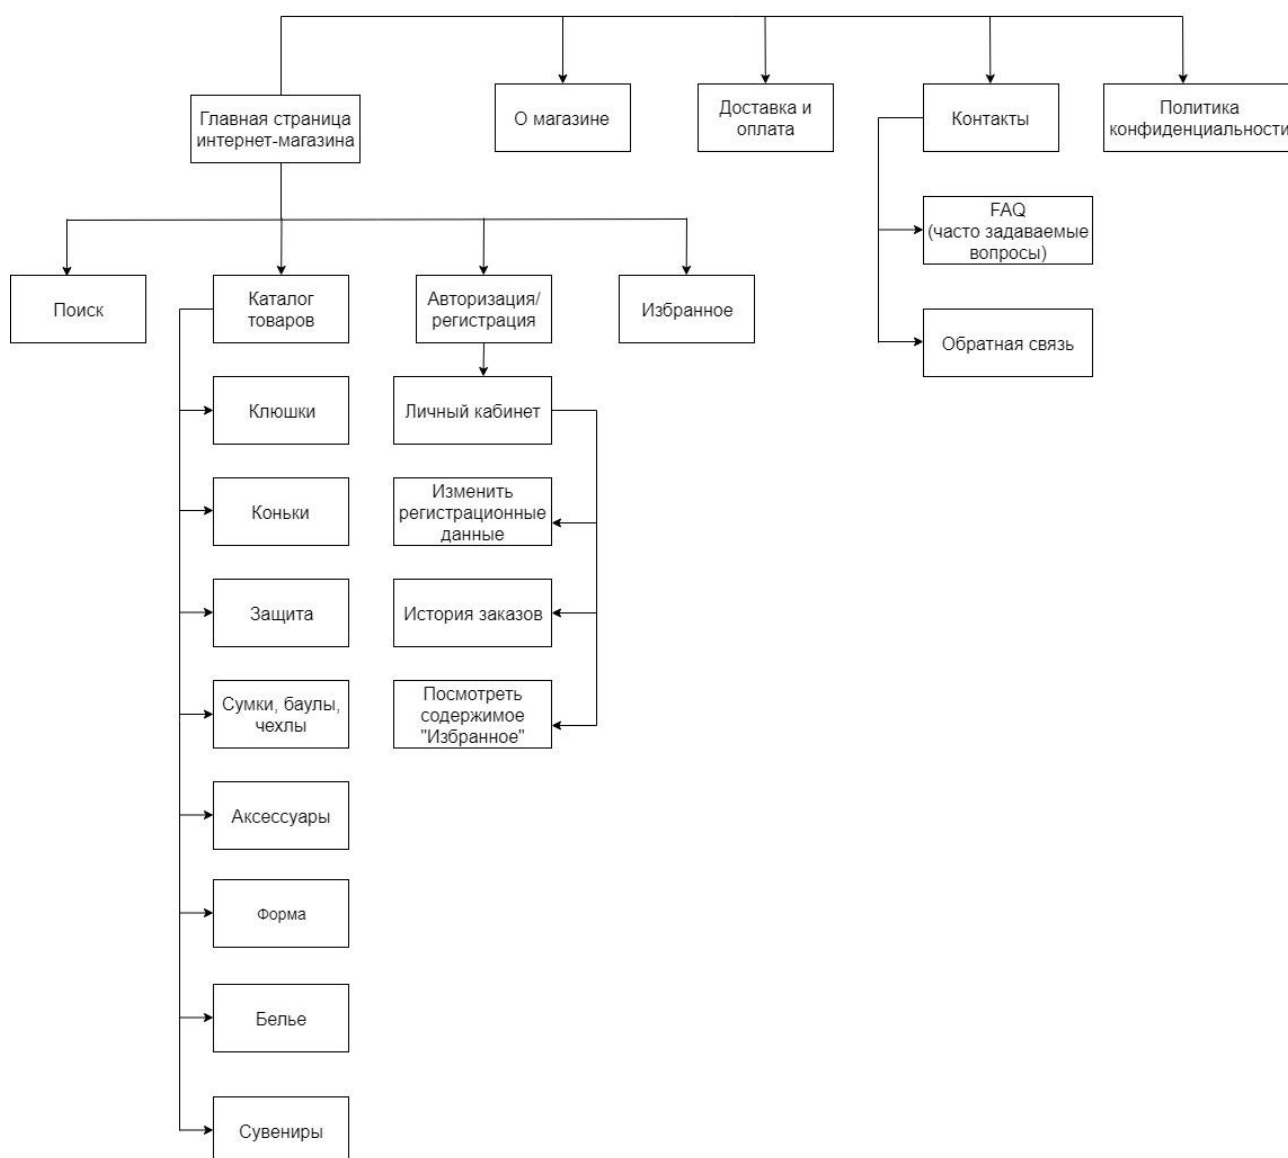 Главная страница
интернет-магазина
О магазине
Доставка и
оплата
Контакты
Политика
конфиденциальности
FAQ
(часто задаваемые
вопросы)
Обратная связь
Поиск
Каталог
товаров
Авторизация/
регистрация
Избранное
Клюшки
Коньки
Защита
Сумки, баулы,
чехлы
Аксессуары
Форма
Белье
Сувениры
Личный кабинет
Изменить
регистрационные
данные
История заказов
Посмотреть
содержимое
"Избранное"